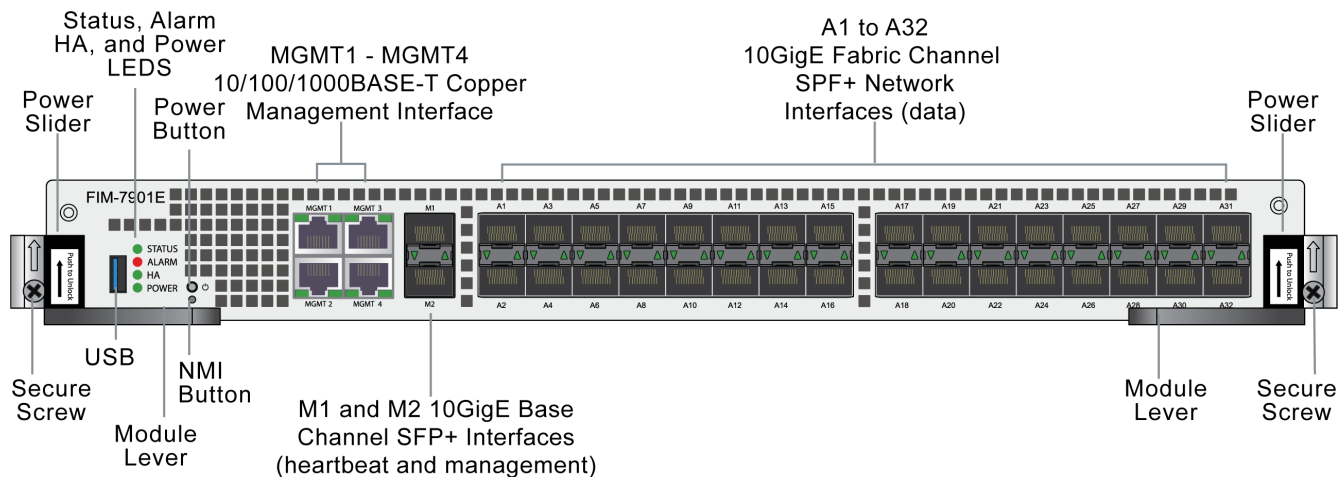 Status, Alarm
HA, and Power
LEDS
MGMT1 - MGMT4
10/100/1000BASE-T Copper
Management Interface
A1 to A32
10GigE Fabric Channel
SPF+ Network
Interfaces (data)
Power
Slider
Power
Button
Power
Slider
FIM-7901E
MGMT 1
MGMT 3
M1
A1
A3
A5
A7
A9
A11
A13
A15
A17
A19
A21
A23
A25
A27
A29
A31
Push to Unlock
STATUS
ALARM
HA
POWER
Push to Unlock
MGMT 2
MGMT 4
M2
A2
A4
A6
A8
A10
A12
A14
A16
A18
A20
A22
A24
A26
A28
A30
A32
USB
NMI
Button
Secure
Screw
Module
Lever
M1 and M2 10GigE Base
Channel SFP+ Interfaces
(heartbeat and management)
Module
Lever
Secure
Screw